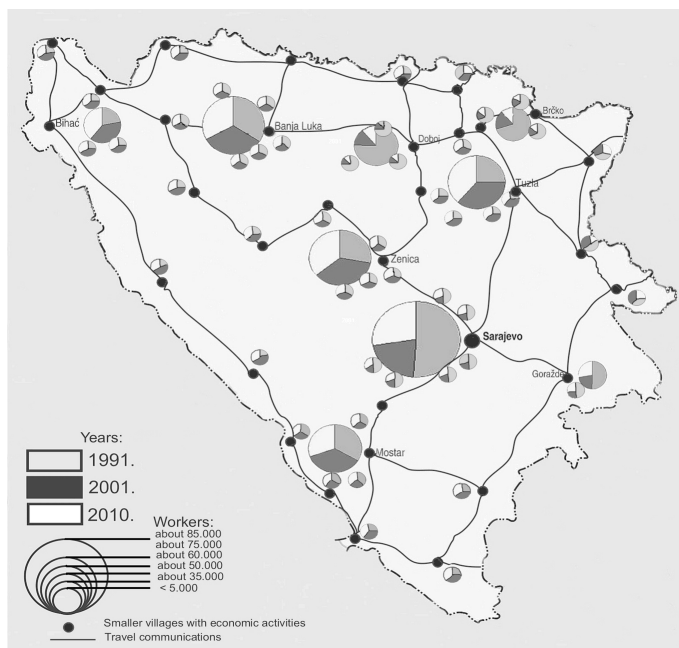 Bihać
Banja Luka
Doboj
Brčko
Tuzla
Zenica
Sarajevo
Goražde
Mostar
Years:
1991.
2001.
2010.
Workers:
about 85.000
about 75.000
about 60.000
about 50.000
about 35.000
< 5.000
Smaller villages with economic activities
Travel communications